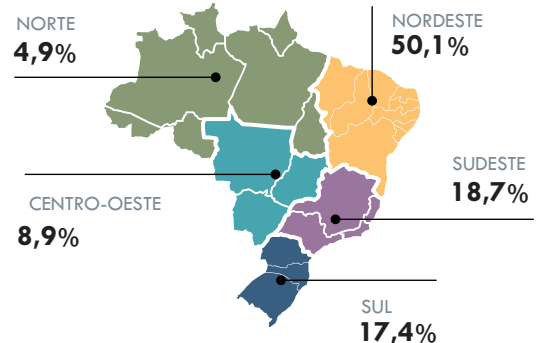 NORTE
4,9%
NORDESTE
50,1%
SUDESTE
18,7%
CENTRO-OESTE
8,9%
SUL
17,4%